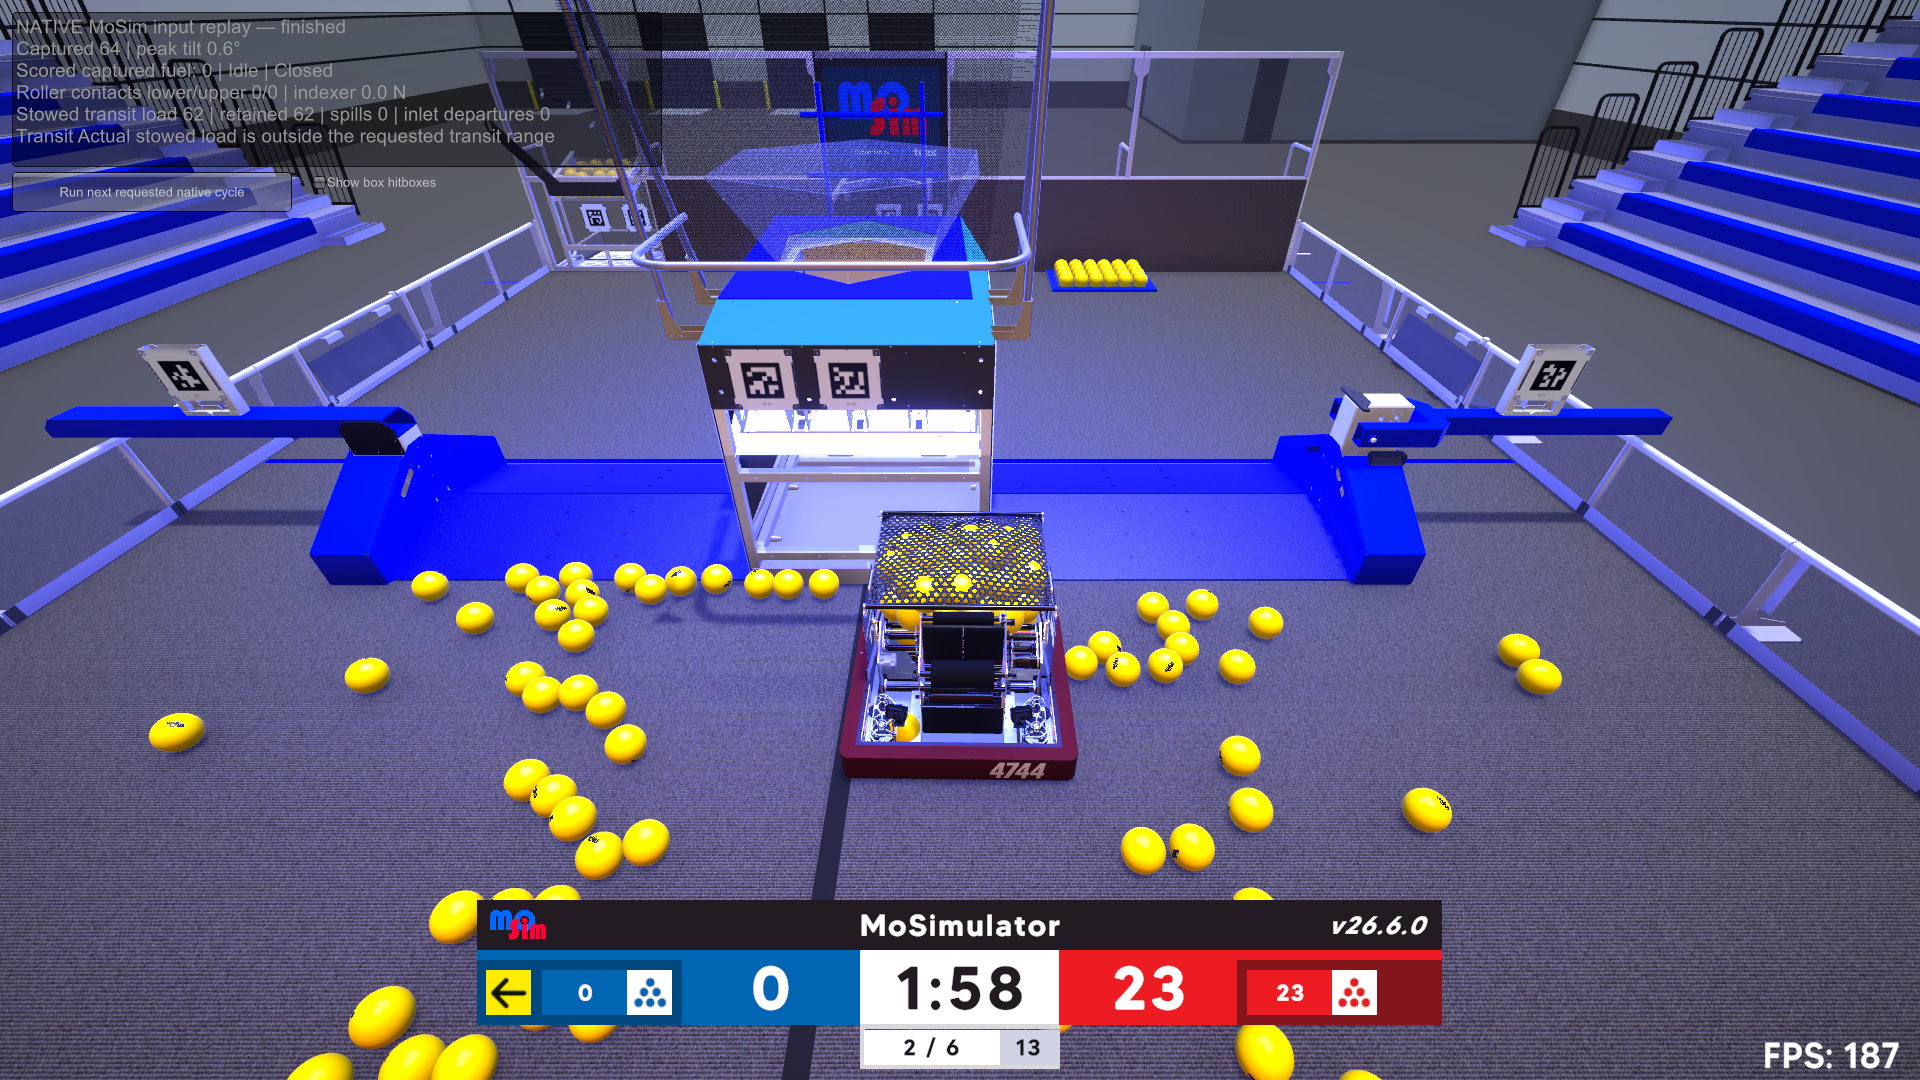 NATIVE MoSim input replay — finished
Captured 64 | peak tilt 0.6°
Scored captured fuel: 0 | Idle | Closed
Roller contacts lower/upper 0/0 | indexer 0.0 N
Stowed transit load 62 | retained 62 | spills 0 | inlet departures 0
Transit Actual stowed load is outside the requested transit range
Run next requested native cycle
Show box hitboxes
MoSim
4744
MoSim
MoSimulator
v26.6.0
0
0
1:58
23
23
2 / 6
13
FPS: 187